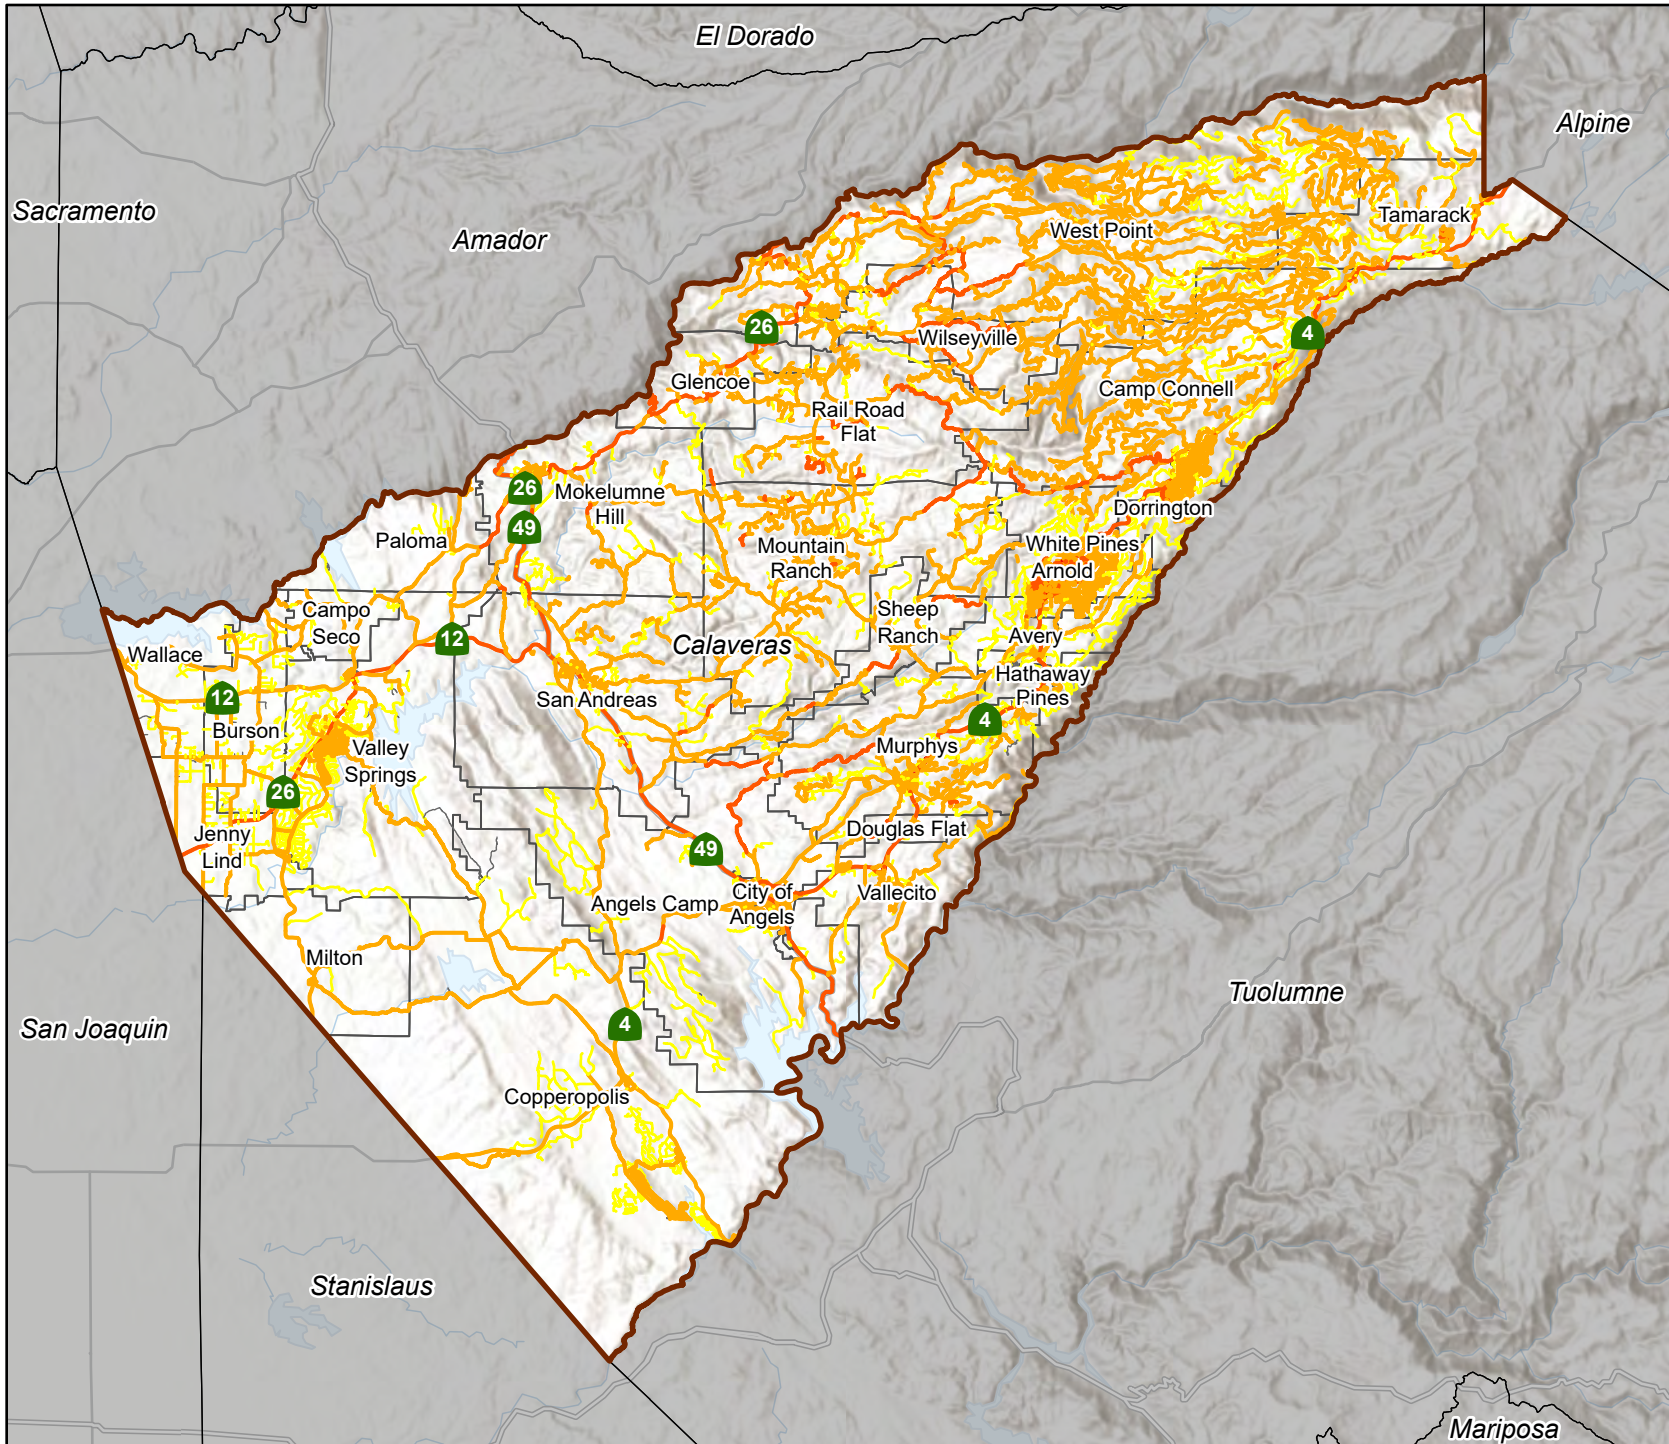 El Dorado
Alpine
Sacramento
Tamarack
West Point
Amador
26
4
Wilseyville
Glencoe
Camp Connell
Rail Road
Flat
26
Mokelumne
Hill
Dorrington
49
Paloma
White Pines
Mountain
Ranch
Arnold
Campo
Seco
Sheep
Ranch
12
Avery
Calaveras
Wallace
Hathaway
Pines
12
San Andreas
4
Burson
Valley
Springs
Murphys
26
Jenny
Lind
Douglas Flat
49
City of
Angels
Vallecito
Angels Camp
Milton
Tuolumne
San Joaquin
4
Copperopolis
Stanislaus
Mariposa